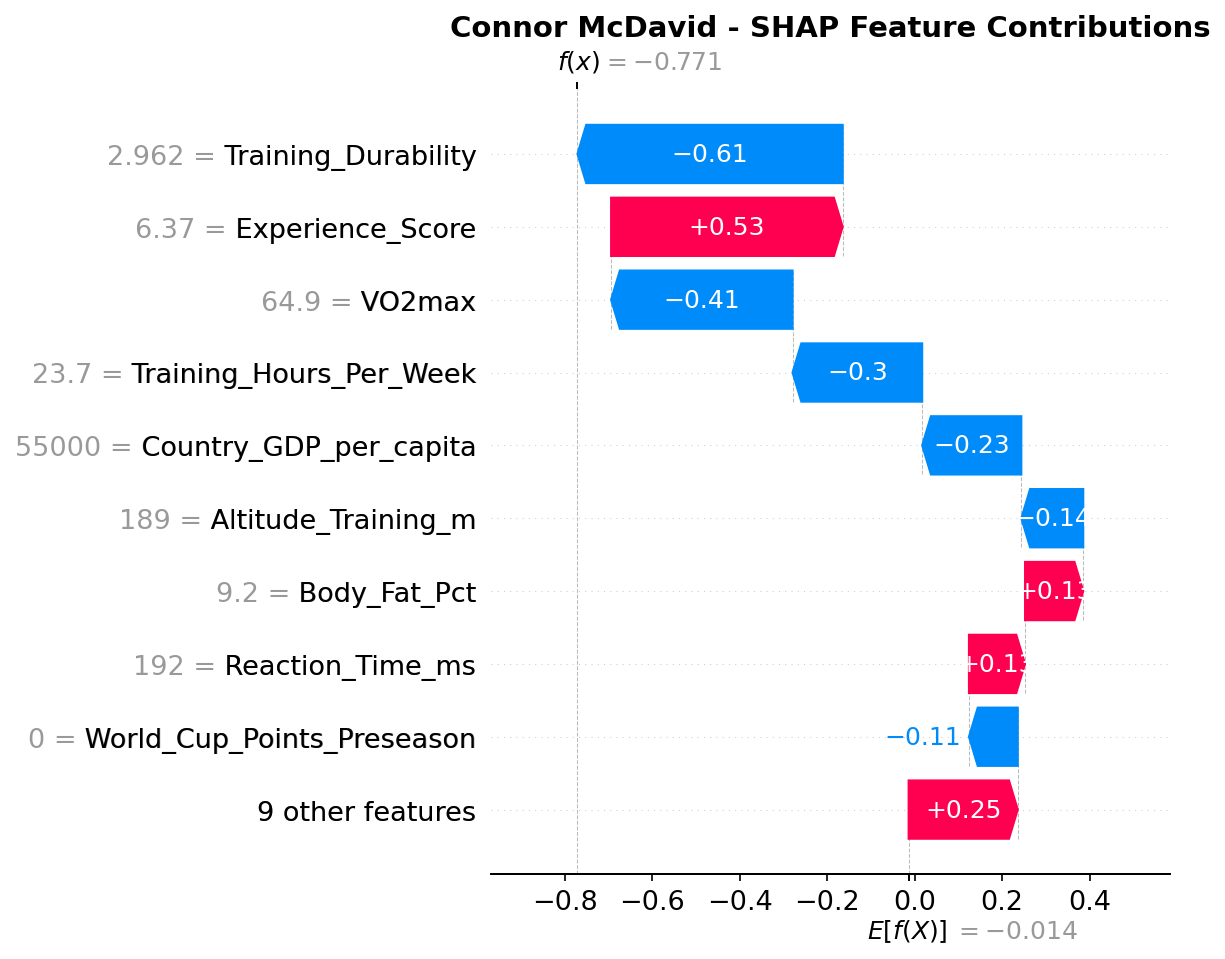 Connor McDavid - SHAP Feature Contributions
f(x) = −0.771
2.962 = Training_Durability
−0.61
6.37 = Experience_Score
+0.53
64.9 = VO2max
−0.41
23.7 = Training_Hours_Per_Week
−0.3
55000 = Country_GDP_per_capita
−0.23
189 = Altitude_Training_m
−0.14
9.2 = Body_Fat_Pct
+0.13
192 = Reaction_Time_ms
+0.13
0 = World_Cup_Points_Preseason
−0.11
9 other features
+0.25
−0.8 −0.6 −0.4 −0.2 0.0 0.2 0.4
E[f(X)] = −0.014